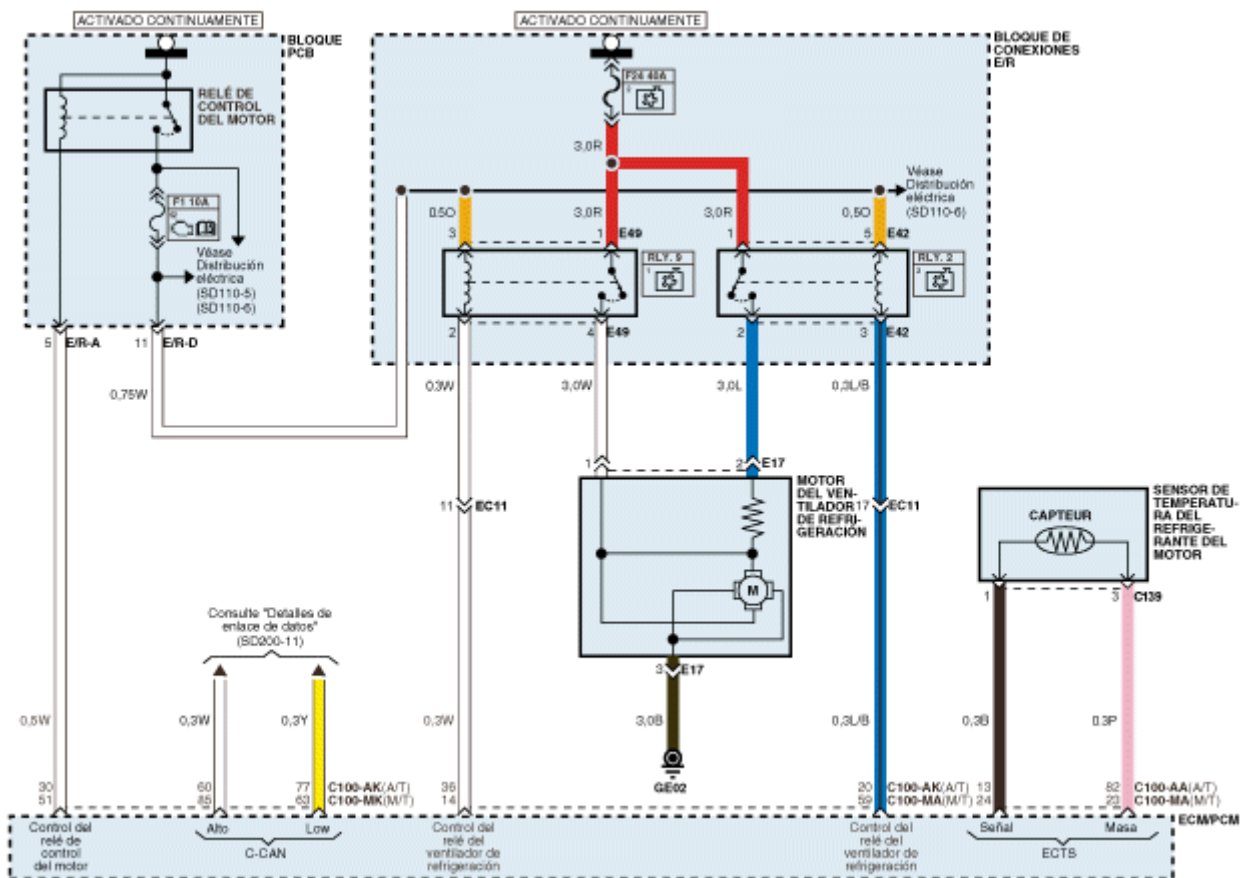 ACTIVADO CONTINUAMENTE
ACTIVADO CONTINUAMENTE
BLOQUE
PCB
BLOQUE DE
CONEXIONES
E/R
RELÉ DE
CONTROL
DEL MOTOR
F24 40A
3,0R
F1 10A
Véase
Distribución
eléctrica
(SD110-5)
(SD110-6)
Véase
Distribución
eléctrica
(SD110-6)
0.5O
3,0R
3,0R
0,5O
3
1
E49
1
5
E42
RLY. 9
1
RLY. 2
2
5
E/R-A
11
E/R-D
2
4
E49
2
3
E42
0,75W
0.3W
3,0W
3.0L
0,3L/B
1
2
E17
11
EC11
MOTOR
DEL VEN-
TILADOR
DE REFRI-
GERACIÓN
17
EC11
M
SENSOR DE
TEMPERATU-
RA DEL
REFRIGE-
RANTE DEL
MOTOR
CAPTEUR
1
3
C139
Consulte "Detalles de
enlace de datos"
(SD200-11)
3
E17
0,5W
0,3W
0,3Y
0,3W
3,0B
0,3L/B
0,3B
0.3P
GE02
30
51
60
85
77
63
C100-AK(A/T)
C100-MK(M/T)
36
14
20
59
C100-AK(A/T)
C100-MA(M/T)
13
24
82
23
C100-AA(A/T)
C100-MA(M/T)
ECM/PCM
Control del
relé de
control
del motor
Alto
Low
C-CAN
Control del
relé del
ventilador de
refrigeración
Control del
relé del
ventilador de
refrigeración
Señal
Masa
ECTS